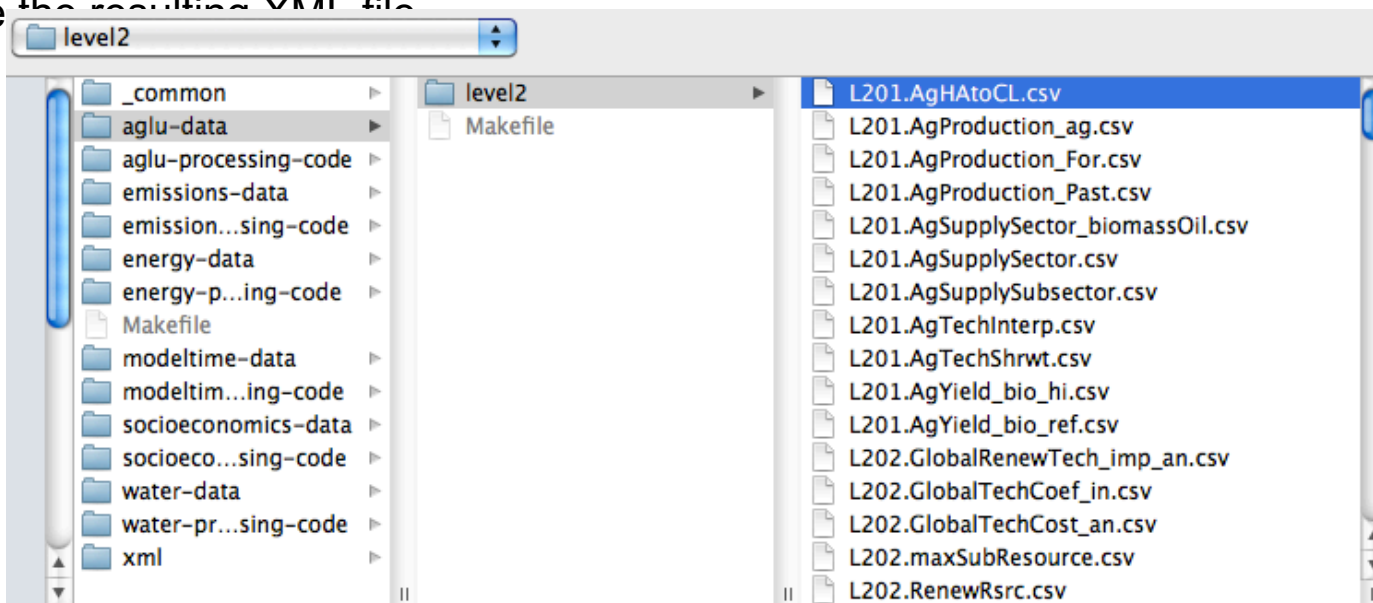 e the resulting XML file
level2
_common
aglu-data
aglu-processing-code
emissions-data
emission...sing-code
energy-data
energy-p...ing-code
Makefile
modeltime-data
modeltim...ing-code
socioeconomics-data
socioeco...sing-code
water-data
water-pr...sing-code
xml
level2
Makefile
L201.AgHAtoCL.csv
L201.AgProduction_ag.csv
L201.AgProduction_For.csv
L201.AgProduction_Past.csv
L201.AgSupplySector_biomassOil.csv
L201.AgSupplySector.csv
L201.AgSupplySubsector.csv
L201.AgTechInterp.csv
L201.AgTechShrwt.csv
L201.AgYield_bio_hi.csv
L201.AgYield_bio_ref.csv
L202.GlobalRenewTech_imp_an.csv
L202.GlobalTechCoef_in.csv
L202.GlobalTechCost_an.csv
L202.maxSubResource.csv
L202.RenewRsrc.csv